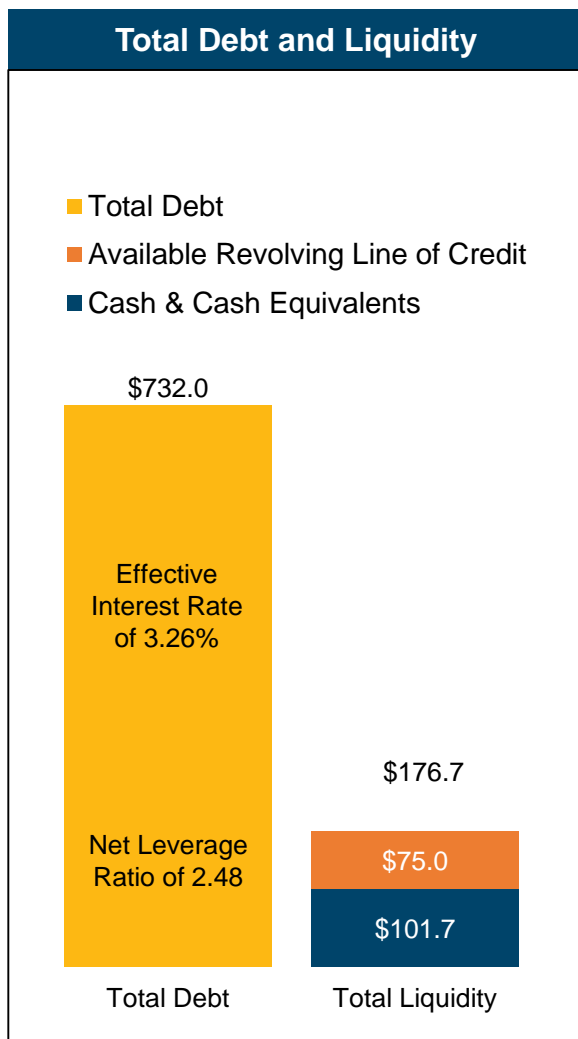 Total Debt and Liquidity
Total Debt
Available Revolving Line of Credit
Cash & Cash Equivalents
$732.0
Effective
Interest Rate
of 3.26%
Net Leverage
Ratio of 2.48
$176.7
$75.0
$101.7
Total Debt
Total Liquidity